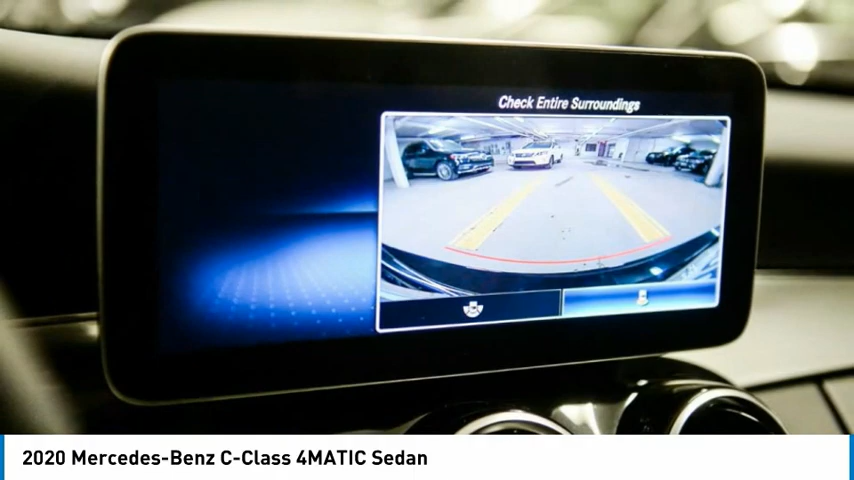 Check Entire Surroundings
2020 Mercedes-Benz C-Class 4MATIC Sedan